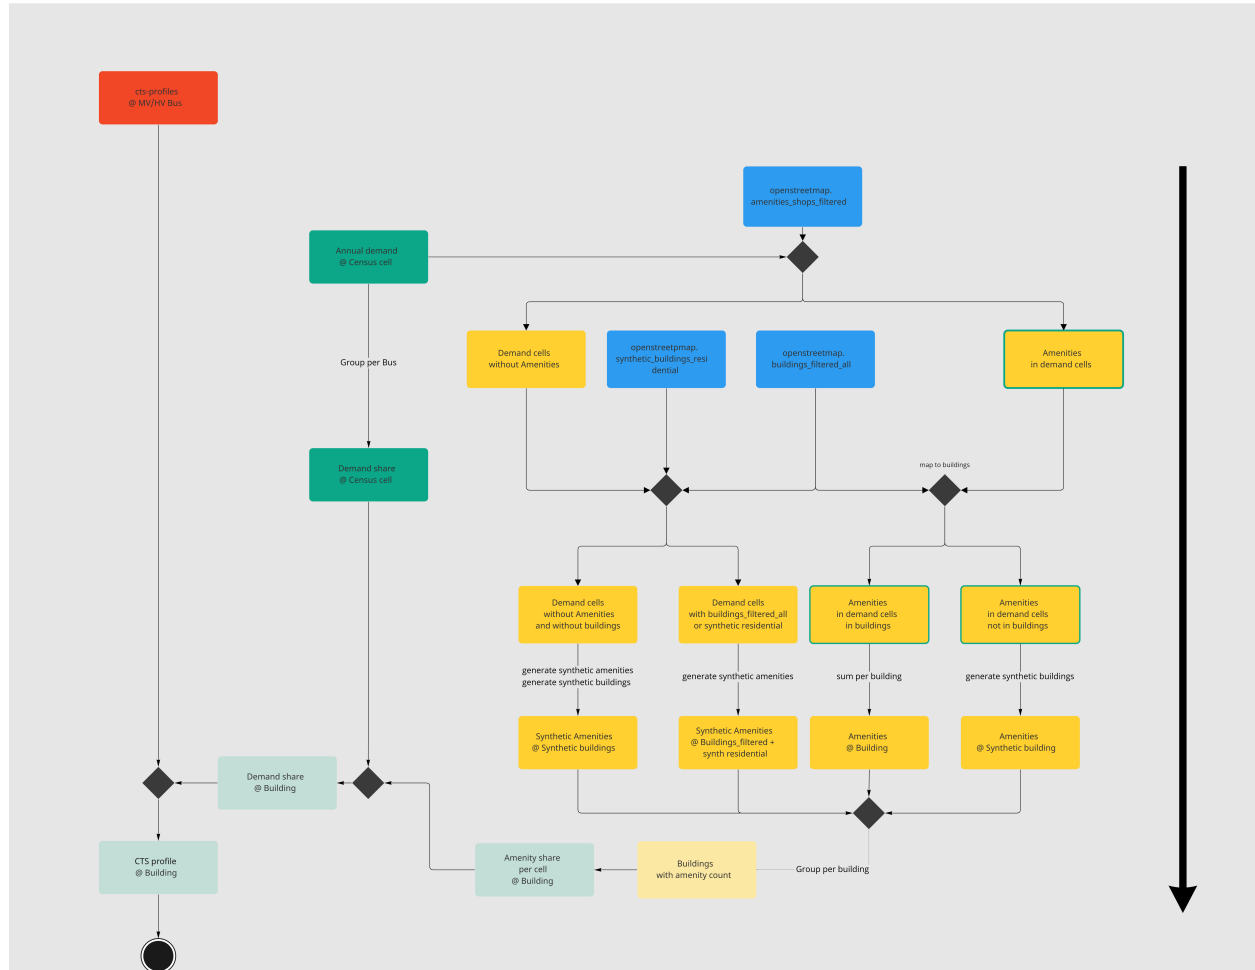 cts-profiles
@ MV/HV Bus
openstreetmap.
amenities_shops_filtered
Annual demand
@ Census cell
Group per Bus
Demand cells
without Amenities
openstreetpmap.
synthetic_buildings_resi
dential
openstreetmap.
buildings_filtered_all
Amenities
in demand cells
Demand share
@ Census cell
map to buildings
Demand cells
without Amenities
and without buildings
Demand cells
with buildings_filtered_all
or synthetic residential
Amenities
in demand cells
in buildings
Amenities
in demand cells
not in buildings
generate synthetic amenities
generate synthetic buildings
generate synthetic amenities
sum per building
generate synthetic buildings
Synthetic Amenities
@ Synthetic buildings
Synthetic Amenities
@ Buildings_filtered +
synth residential
Amenities
@ Building
Amenities
@ Synthetic building
Demand share
@ Building
CTS profile
@ Building
Amenity share
per cell
@ Building
Buildings
with amenity count
Group per building